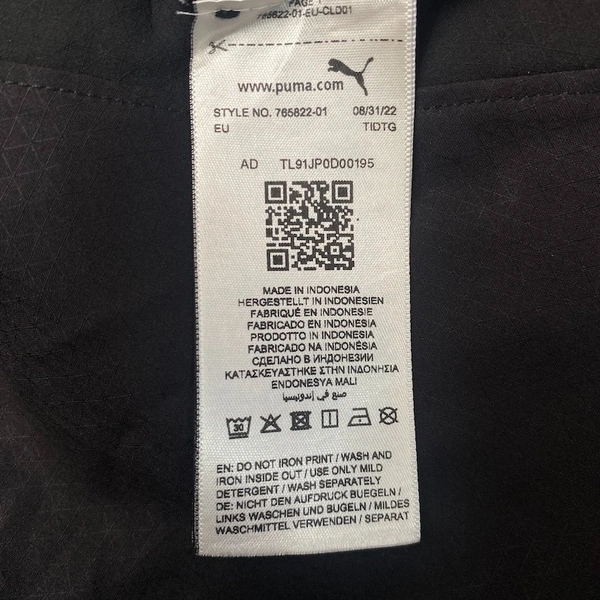 PAGE 1
765822-01-EU-CLD01
www.puma.com
STYLE NO. 765822-01 08/31/22
EU TIDTG
AD TL91JP0D00195
MADE IN INDONESIA
HERGESTELLT IN INDONESIEN
FABRIQUÉ EN INDONESIE
FABRICADO EN INDONESIA
PRODOTTO IN INDONESIA
FABRICADO NA INDONÉSIA
СДЕЛАНО В ИНДОНЕЗИИ
ΚΑΤΑΣΚΕΥΑΣΤΗΚΕ ΣΤΗΝ ΙΝΔΟΝΗΣΙΑ
ENDONESYA MALI
صنع في إندونيسيا
30
EN: DO NOT IRON PRINT / WASH AND
IRON INSIDE OUT / USE ONLY MILD
DETERGENT / WASH SEPARATELY
DE: NICHT DEN AUFDRUCK BUEGELN /
LINKS WASCHEN UND BUGELN / MILDES
WASCHMITTEL VERWENDEN / SEPARAT